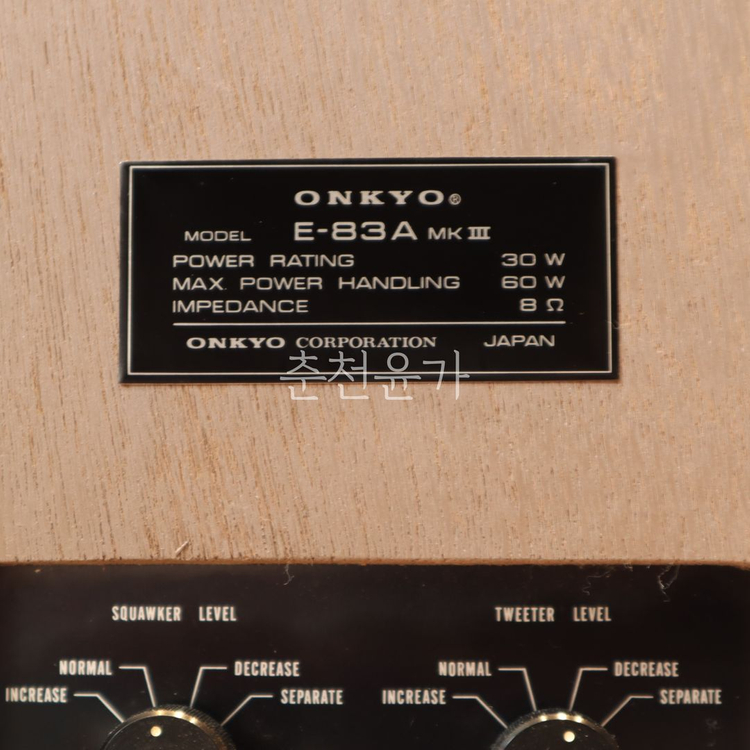 ONKYO®
MODEL E-83A MK III
POWER RATING 30 W
MAX. POWER HANDLING 60 W
IMPEDANCE 8 Ω
ONKYO CORPORATION JAPAN
춘천윤가
SQUAWKER LEVEL TWEETER LEVEL
NORMAL DECREASE NORMAL DECREASE
INCREASE SEPARATE INCREASE SEPARATE